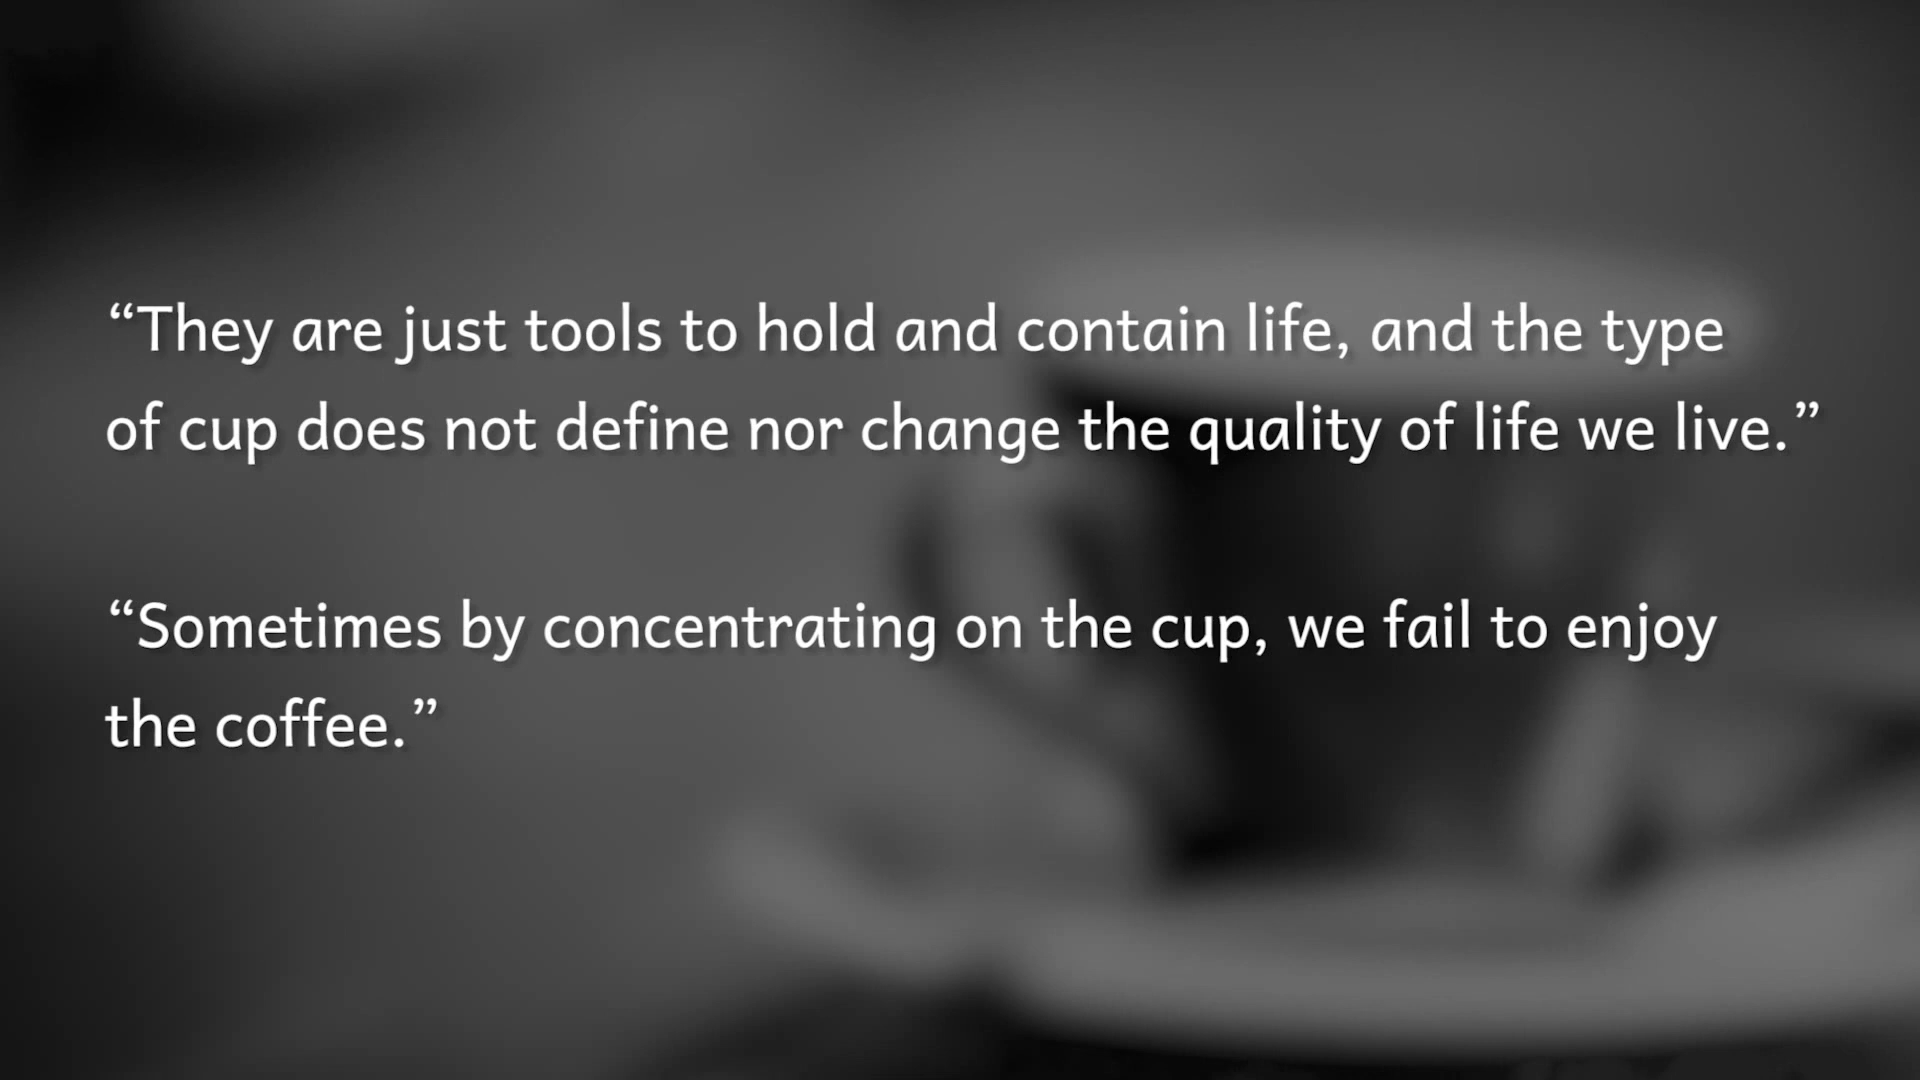 “They are just tools to hold and contain life, and the type
of cup does not define nor change the quality of life we live.”
“Sometimes by concentrating on the cup, we fail to enjoy
the coffee.”